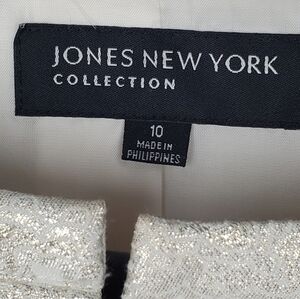 JONES NEW YORK
COLLECTION
10
MADE IN
PHILIPPINES